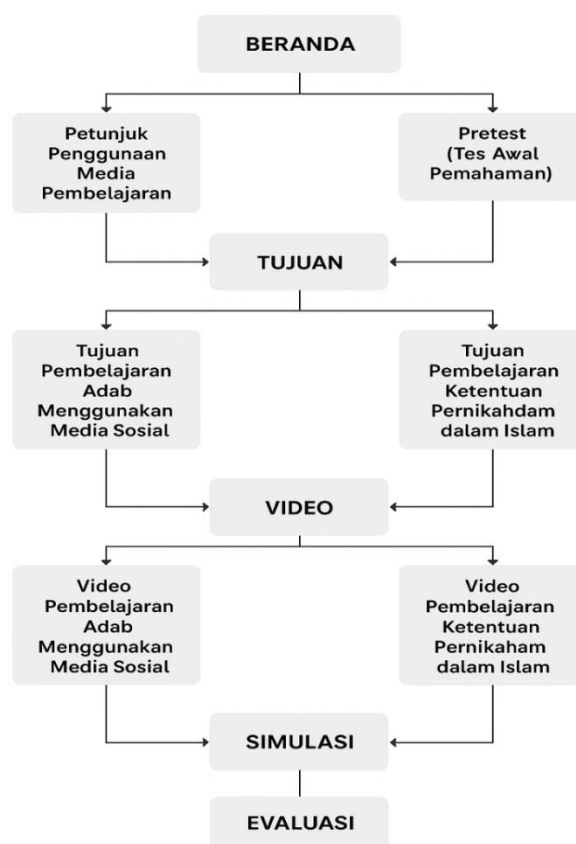 BERANDA
Petunjuk
Penggunaan
Media
Pembelajaran
Pretest
(Tes Awal
Pemahaman)
TUJUAN
Tujuan
Pembelajaran
Adab
Menggunakan
Media Sosial
Tujuan
Pembelajaran
Ketentuan
Pernikahdam
dalam Islam
VIDEO
Video
Pembelajaran
Adab
Menggunakan
Media Sosial
Video
Pembelajaran
Ketentuan
Pernikaham
dalam Islam
SIMULASI
EVALUASI